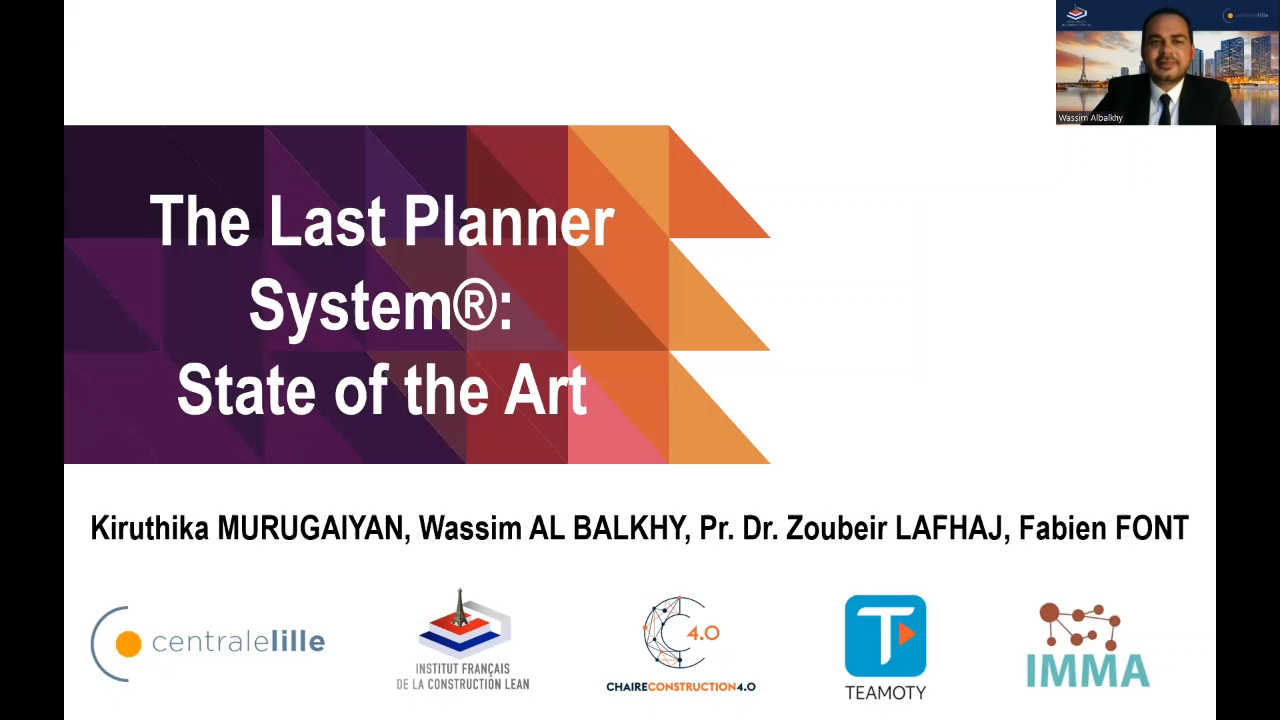 centralelille
Wassim Albalkhy
The Last Planner
System®:
State of the Art
Kiruthika MURUGAIYAN, Wassim AL BALKHY, Pr. Dr. Zoubeir LAFHAJ, Fabien FONT
centralelille
INSTITUT FRANÇAIS
DE LA CONSTRUCTION LEAN
4.0
CHAIRECONSTRUCTION4.0
T
TEAMOTY
IMMA